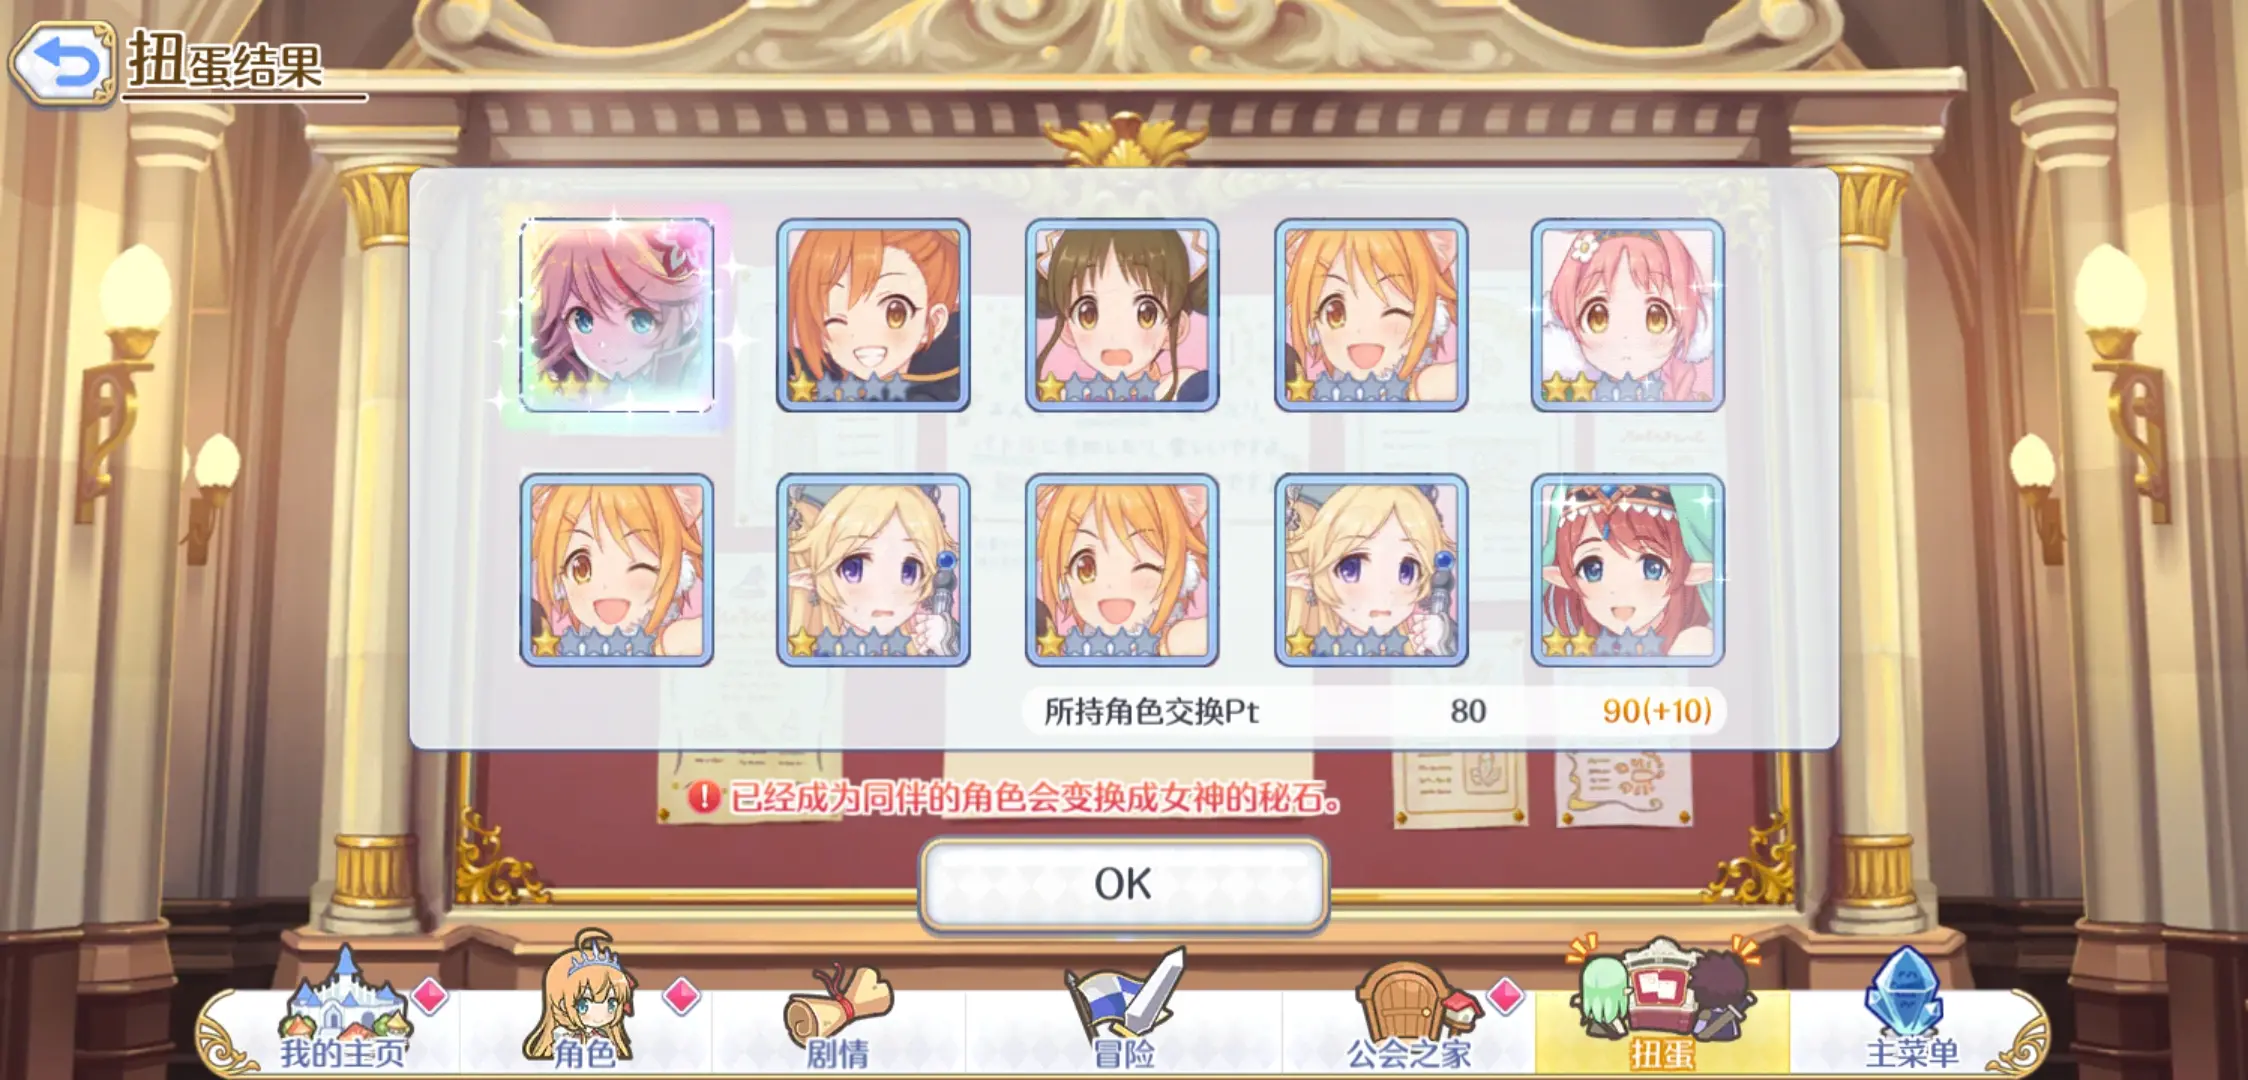 扭蛋结果
所持角色交换Pt 80 90(+10)
已经成为同伴的角色会变换成女神的秘石。
OK
我的主页 角色 剧情 冒险 公会之家 扭蛋 主菜单